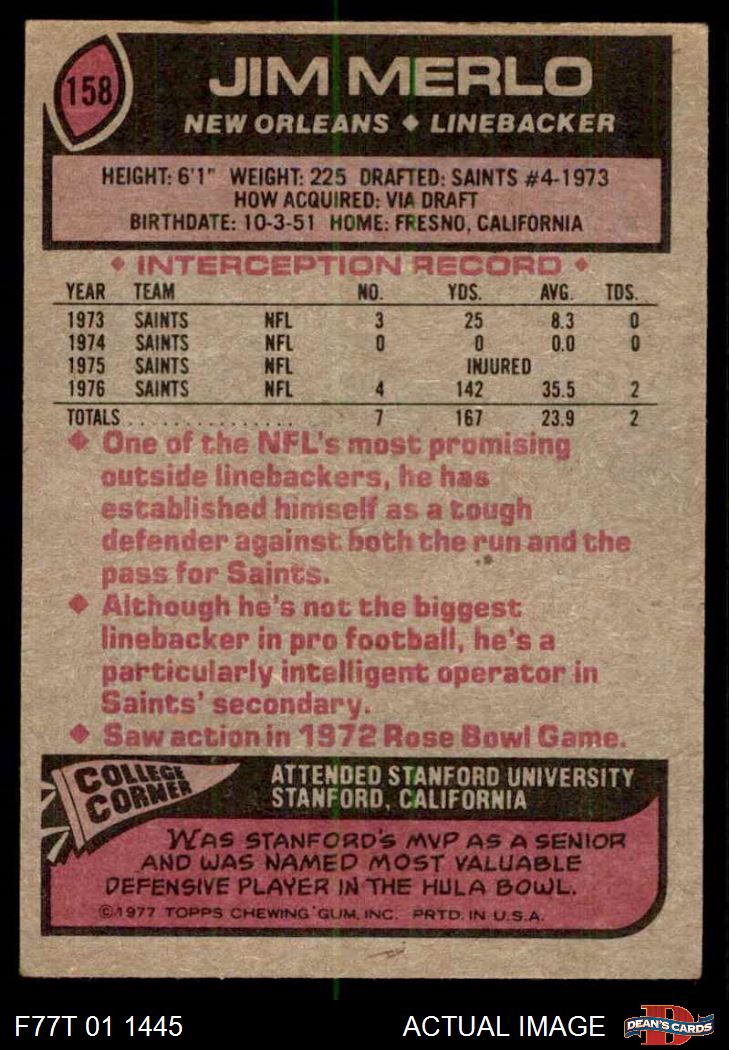 158
JIM MERLO
NEW ORLEANS ◆ LINEBACKER
HEIGHT: 6'1" WEIGHT: 225 DRAFTED: SAINTS #4-1973
HOW ACQUIRED: VIA DRAFT
BIRTHDATE: 10-3-51 HOME: FRESNO, CALIFORNIA
◆ INTERCEPTION RECORD ◆
YEAR TEAM NO. YDS. AVG. TDS.
1973 SAINTS NFL 3 25 8.3 0
1974 SAINTS NFL 0 0 0.0 0
1975 SAINTS NFL INJURED
1976 SAINTS NFL 4 142 35.5 2
TOTALS . . . . . . . . . . . . . . . 7 167 23.9 2
◆ One of the NFL's most promising
outside linebackers, he has
established himself as a tough
defender against both the run and the
pass for Saints.
◆ Although he's not the biggest
linebacker in pro football, he's a
particularly intelligent operator in
Saints' secondary.
◆ Saw action in 1972 Rose Bowl Game.
COLLEGE
CORNER
ATTENDED STANFORD UNIVERSITY
STANFORD, CALIFORNIA
WAS STANFORD'S MVP AS A SENIOR
AND WAS NAMED MOST VALUABLE
DEFENSIVE PLAYER IN THE HULA BOWL.
©1977 TOPPS CHEWING GUM, INC. PRTD. IN U.S.A.
F77T 01 1445 ACTUAL IMAGE
D
DEAN'S CARDS